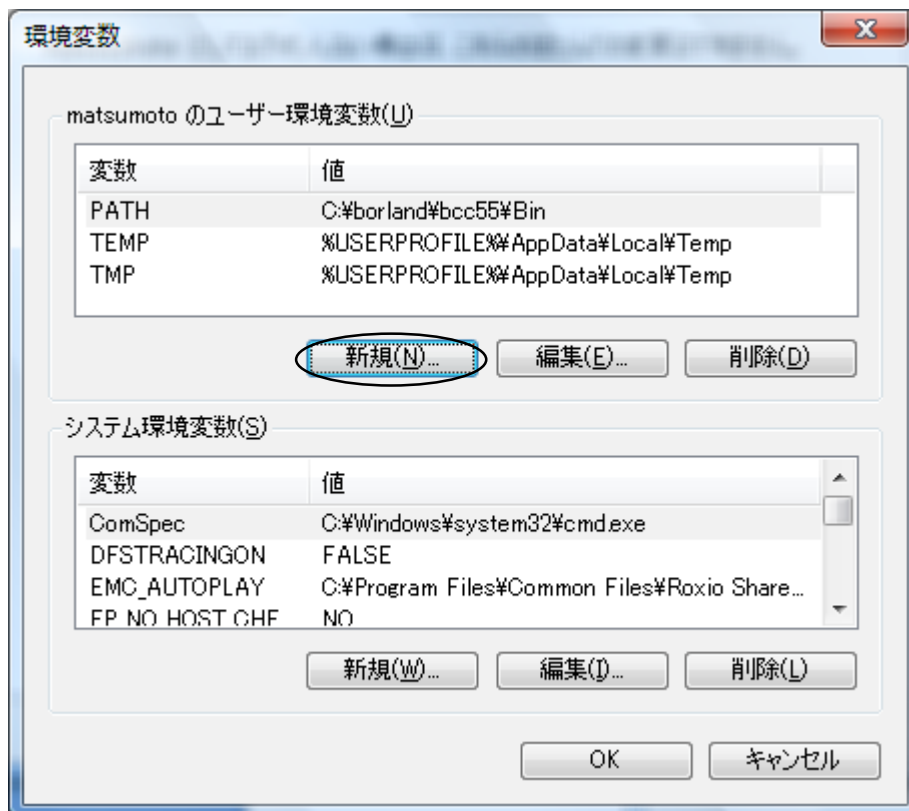 環境変数
matsumoto のユーザー環境変数(U)
変数 値
PATH C:¥borland¥bcc55¥Bin
TEMP %USERPROFILE%¥AppData¥Local¥Temp
TMP %USERPROFILE%¥AppData¥Local¥Temp
新規(N)... 編集(E)... 削除(D)
システム環境変数(S)
変数 値
ComSpec C:¥Windows¥system32¥cmd.exe
DFSTRACINGON FALSE
EMC_AUTOPLAY C:¥Program Files¥Common Files¥Roxio Share...
FP_NO_HOST_CHE NO
新規(W)... 編集(I)... 削除(L)
OK キャンセル